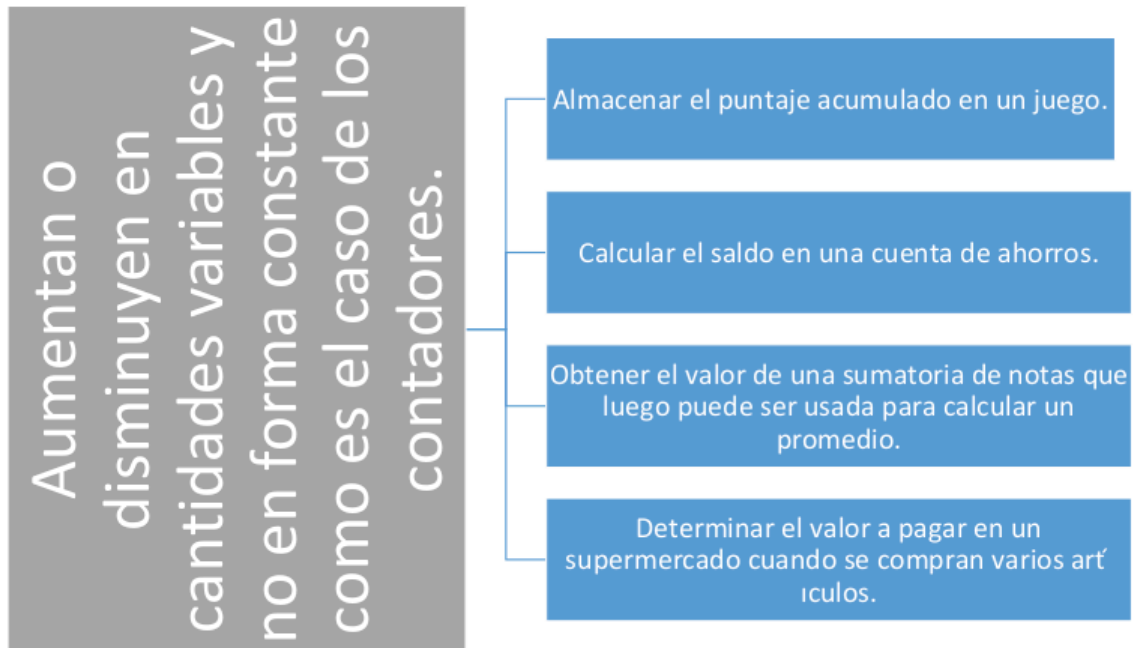 Aumentan o
disminuyen en
cantidades variables y
no en forma constante
como es el caso de los
contadores.
Almacenar el puntaje acumulado en un juego.
Calcular el saldo en una cuenta de ahorros.
Obtener el valor de una sumatoria de notas que
luego puede ser usada para calcular un
promedio.
Determinar el valor a pagar en un
supermercado cuando se compran varios art´
ıculos.